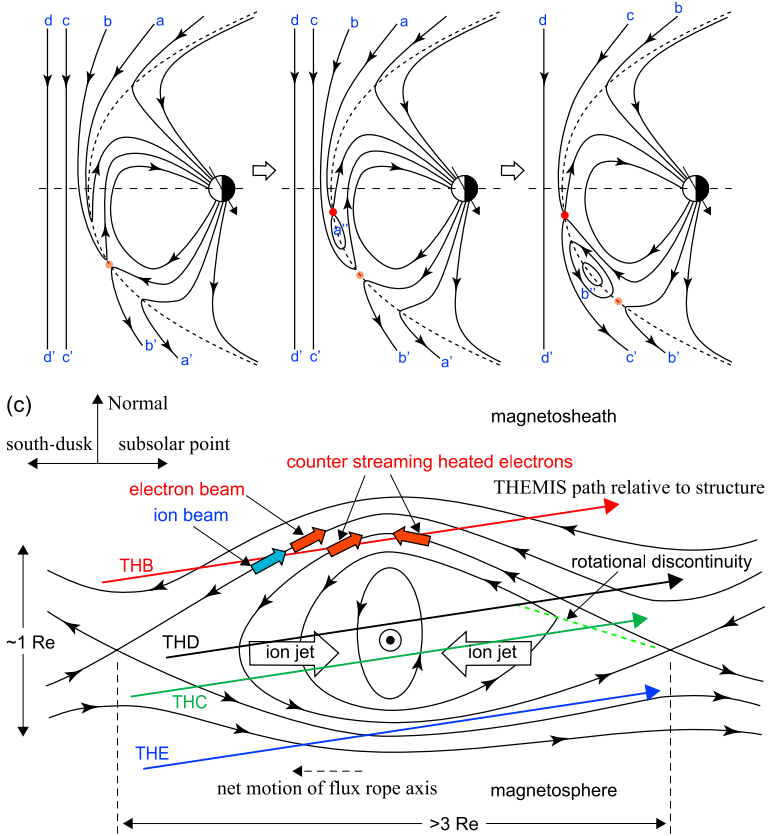 d c b a
d c b a
d c b a
a''
b''
b'
a'
d' c'
b' a'
d' c'
d'
c' b'
(c)
Normal
magnetosheath
south-dusk subsolar point
counter streaming heated electrons
electron beam
THEMIS path relative to structure
ion beam
rotational discontinuity
THB
~1 Re
THD
ion jet ion jet
THC
THE
net motion of flux rope axis
magnetosphere
>3 Re